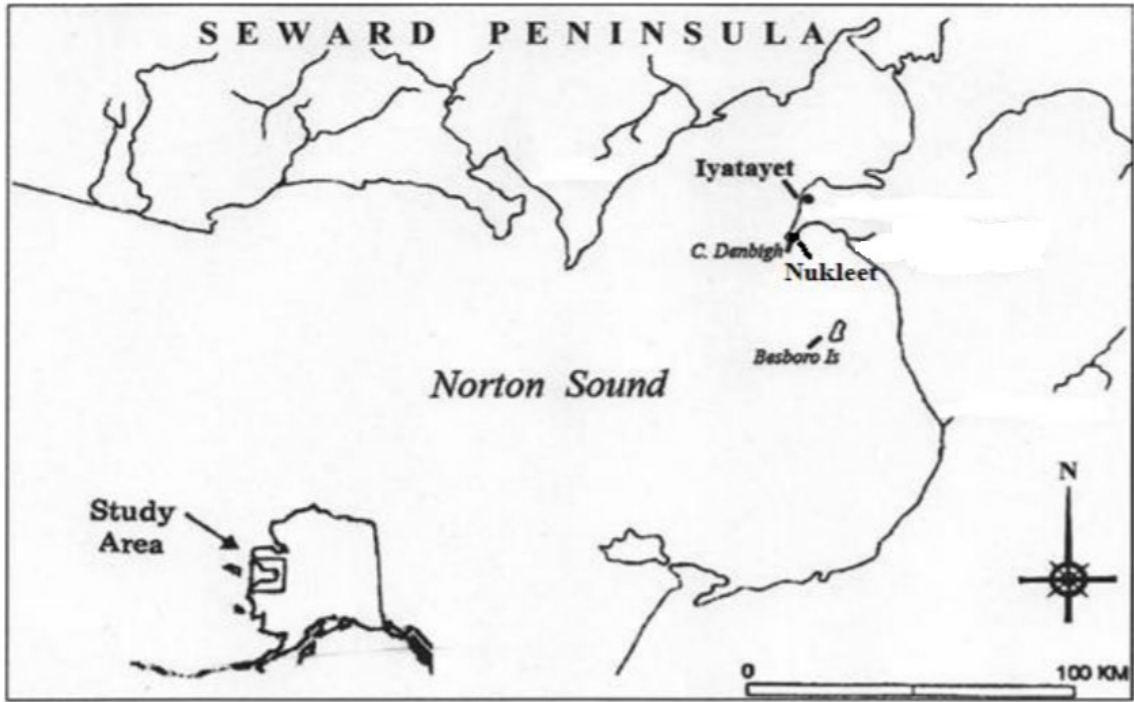 SEWARD PENINSULA
Iyatayet
C. Denbigh
Nukleet
Besboro Is
Norton Sound
Study
Area
N
0 100 KM